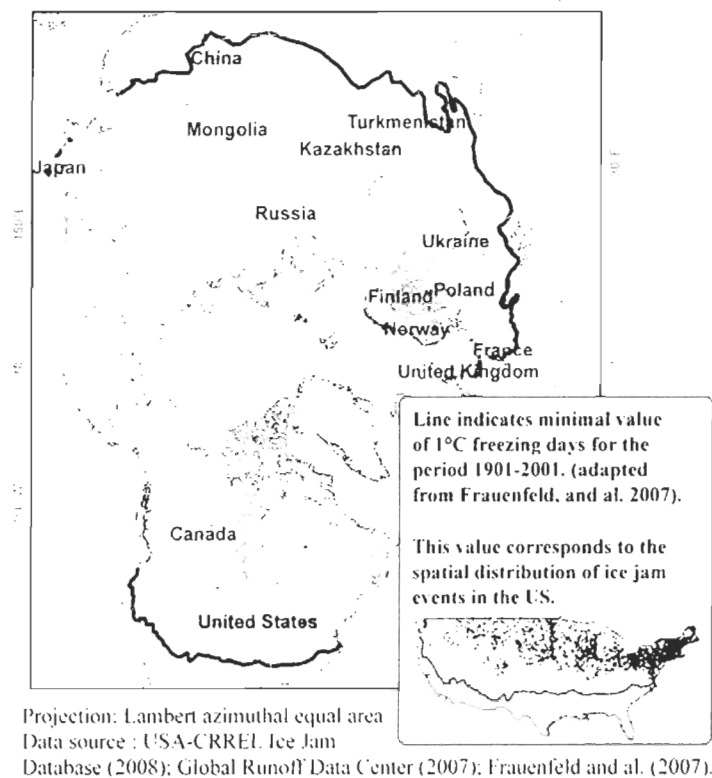 China
Mongolia
Turkmenistan
Kazakhstan
Japan
Russia
Ukraine
Finland
Poland
Norway
France
United Kingdom
Canada
United States
Line indicates minimal value
of 1°C freezing days for the
period 1901-2001. (adapted
from Frauenfeld, and al. 2007).
This value corresponds to the
spatial distribution of ice jam
events in the US.
Projection: Lambert azimuthal equal area
Data source : USA-CRREL Ice Jam
Database (2008); Global Runoff Data Center (2007); Frauenfeld and al. (2007).